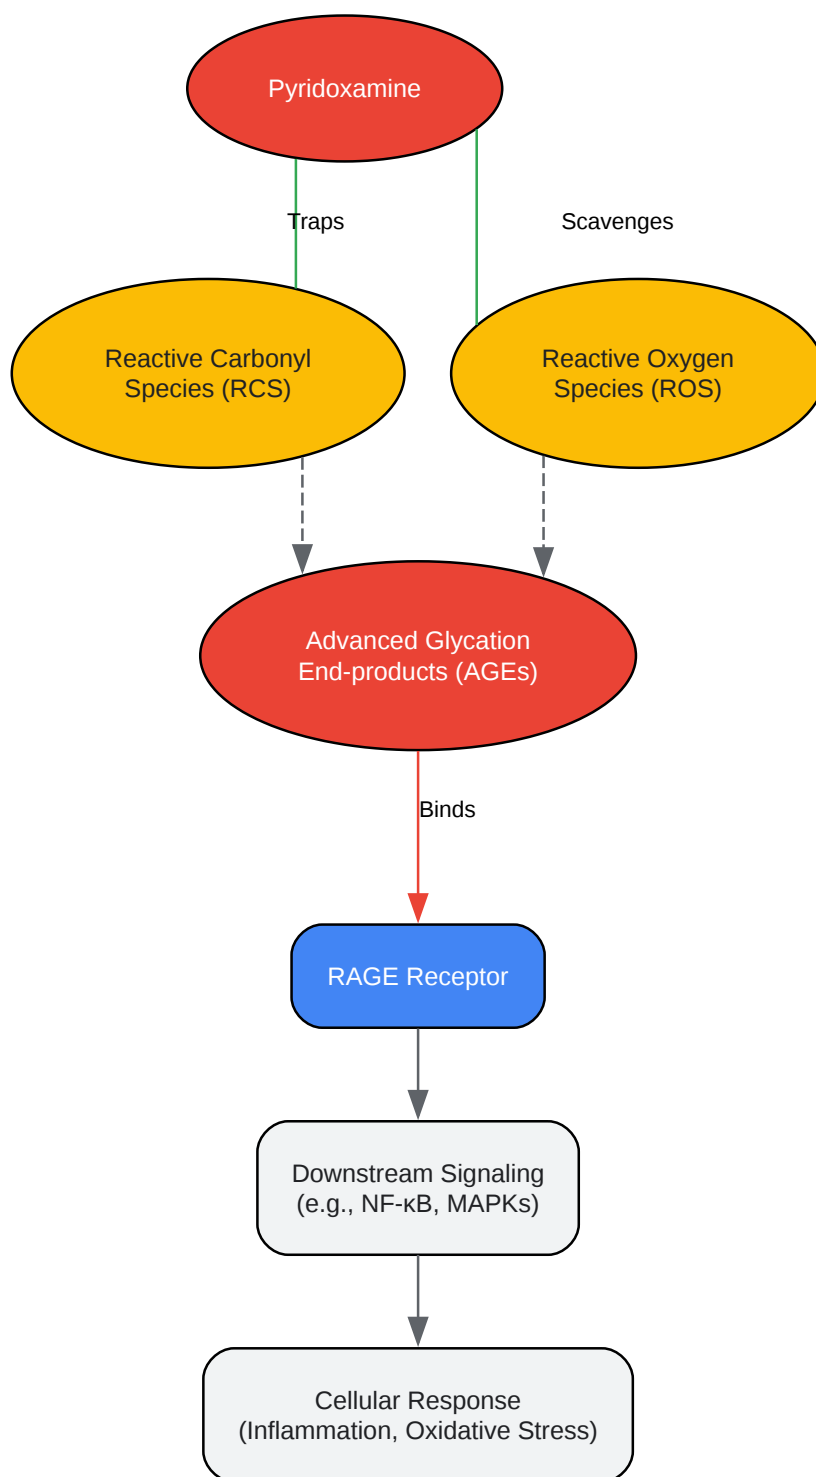 Pyridoxamine
Traps
Scavenges
Reactive Carbonyl
Species (RCS)
Reactive Oxygen
Species (ROS)
Advanced Glycation
End-products (AGEs)
Binds
RAGE Receptor
Downstream Signaling
(e.g., NF-κB, MAPKs)
Cellular Response
(Inflammation, Oxidative Stress)